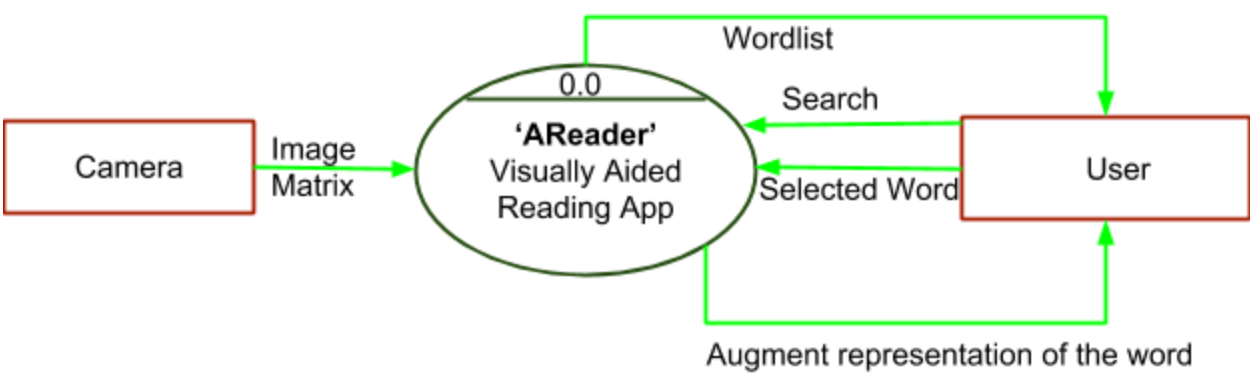 Wordlist
0.0
Search
'AReader'
Visually Aided
Reading App
Camera
Image
Matrix
User
Selected Word
Augment representation of the word